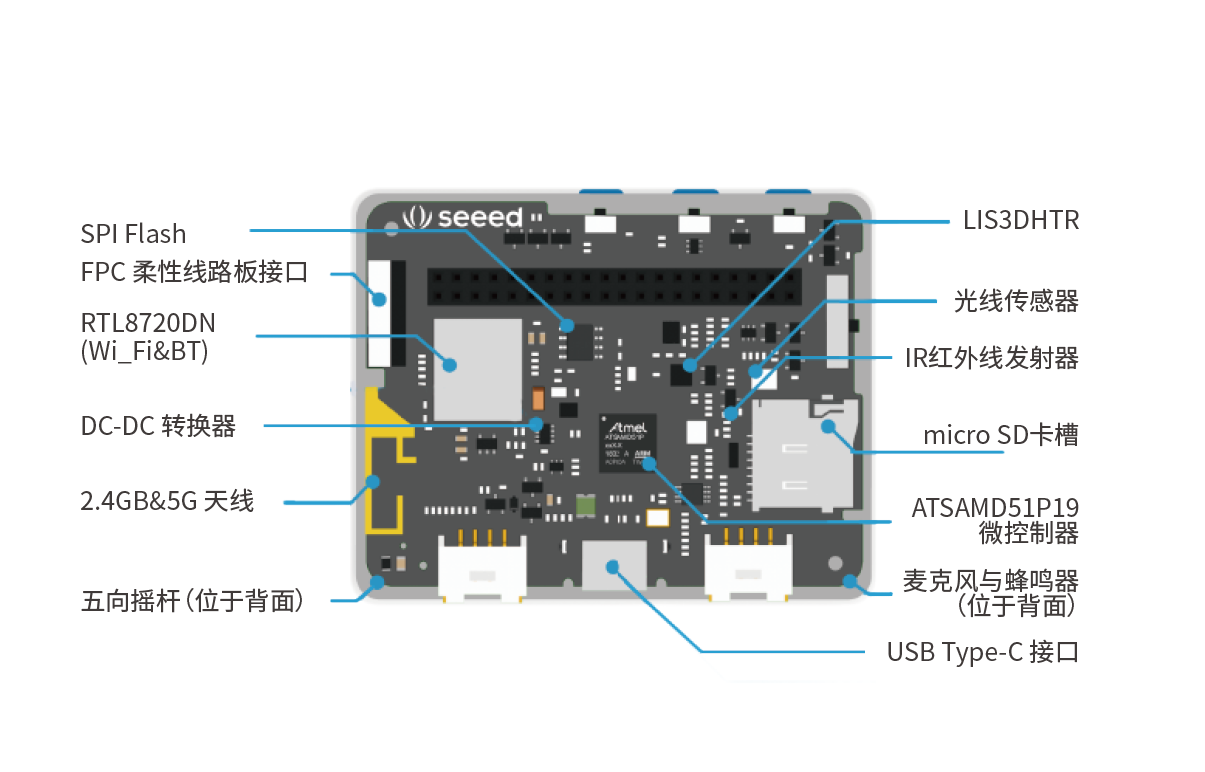 seeed
SPI Flash
FPC 柔性线路板接口
RTL8720DN
(Wi_Fi&BT)
DC-DC 转换器
2.4GB&5G 天线
五向摇杆(位于背面)
LIS3DHTR
光线传感器
IR红外线发射器
micro SD卡槽
ATSAMD51P19
微控制器
麦克风与蜂鸣器
(位于背面)
USB Type-C 接口
Atmel
ATSAMD51P